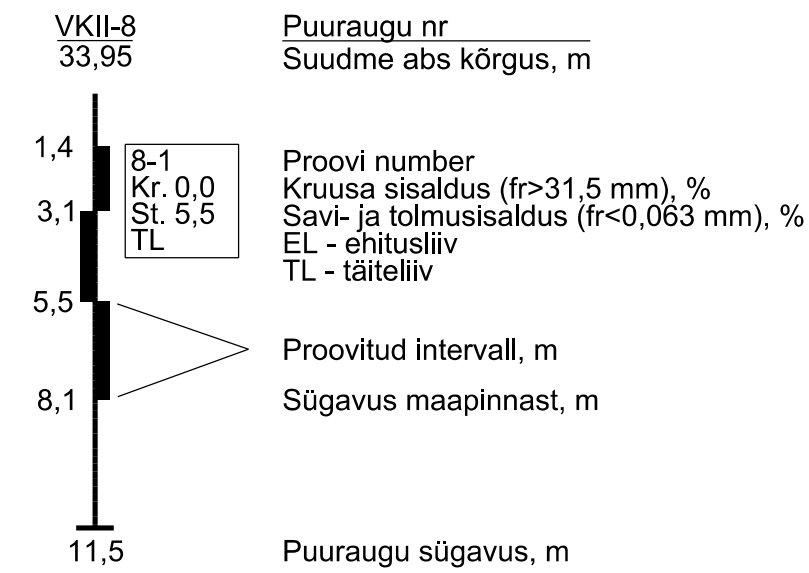 VKII-8 Puuraugu nr
33,95 Suudme abs kõrgus, m
1,4
8-1 Proovi number
Kr. 0,0 Kruusa sisaldus (fr>31,5 mm), %
3,1 St. 5,5 Savi- ja tolmusisaldus (fr<0,063 mm), %
TL EL - ehitusliiv
TL - täiteliiv
5,5
Proovitud intervall, m
8,1 Sügavus maapinnast, m
11,5 Puuraugu sügavus, m